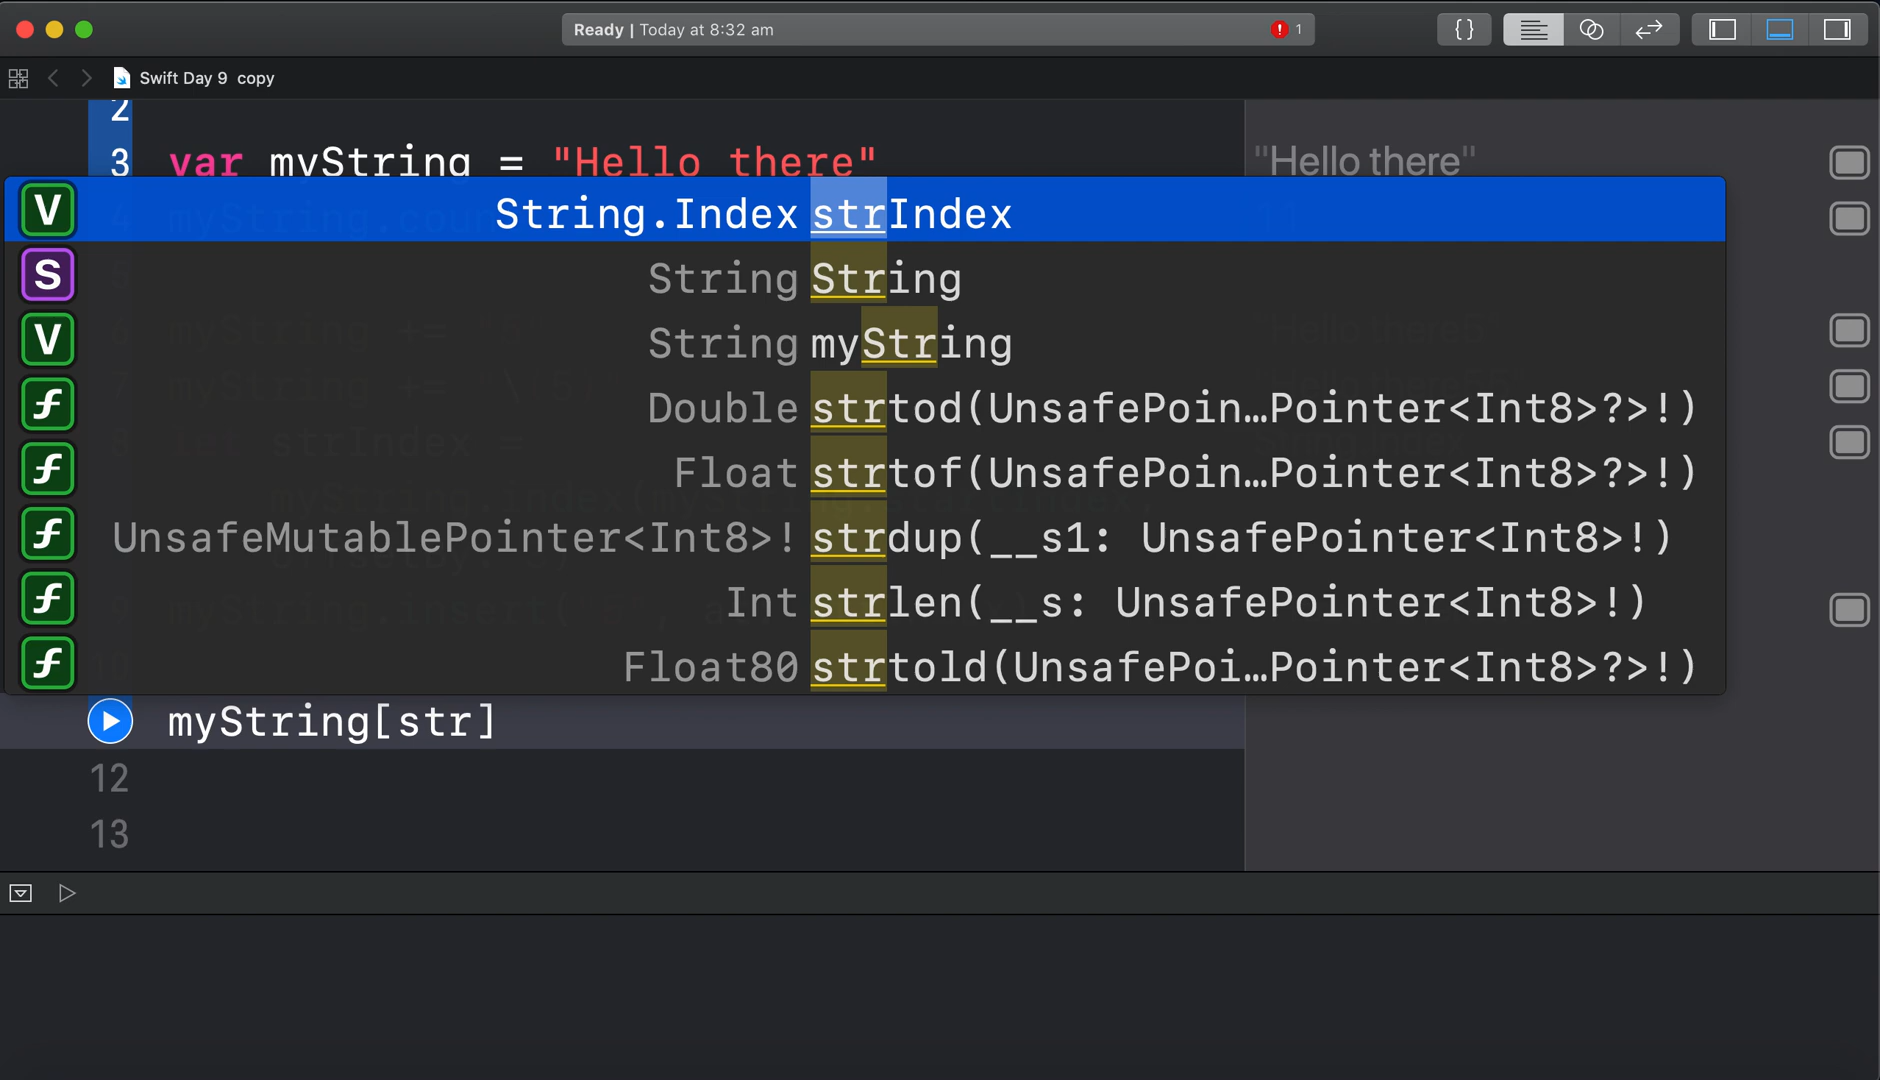 Ready | Today at 8:32 am
1
{}
Swift Day 9 copy
2
3 var myString = "Hello there"
"Hello there"
V String.Index strIndex
S String String
V String myString
f Double strtod(UnsafePoin…Pointer<Int8>?>!)
f Float strtof(UnsafePoin…Pointer<Int8>?>!)
f UnsafeMutablePointer<Int8>! strdup(__s1: UnsafePointer<Int8>!)
f Int strlen(__s: UnsafePointer<Int8>!)
f Float80 strtold(UnsafePoi…Pointer<Int8>?>!)
myString[str]
12
13